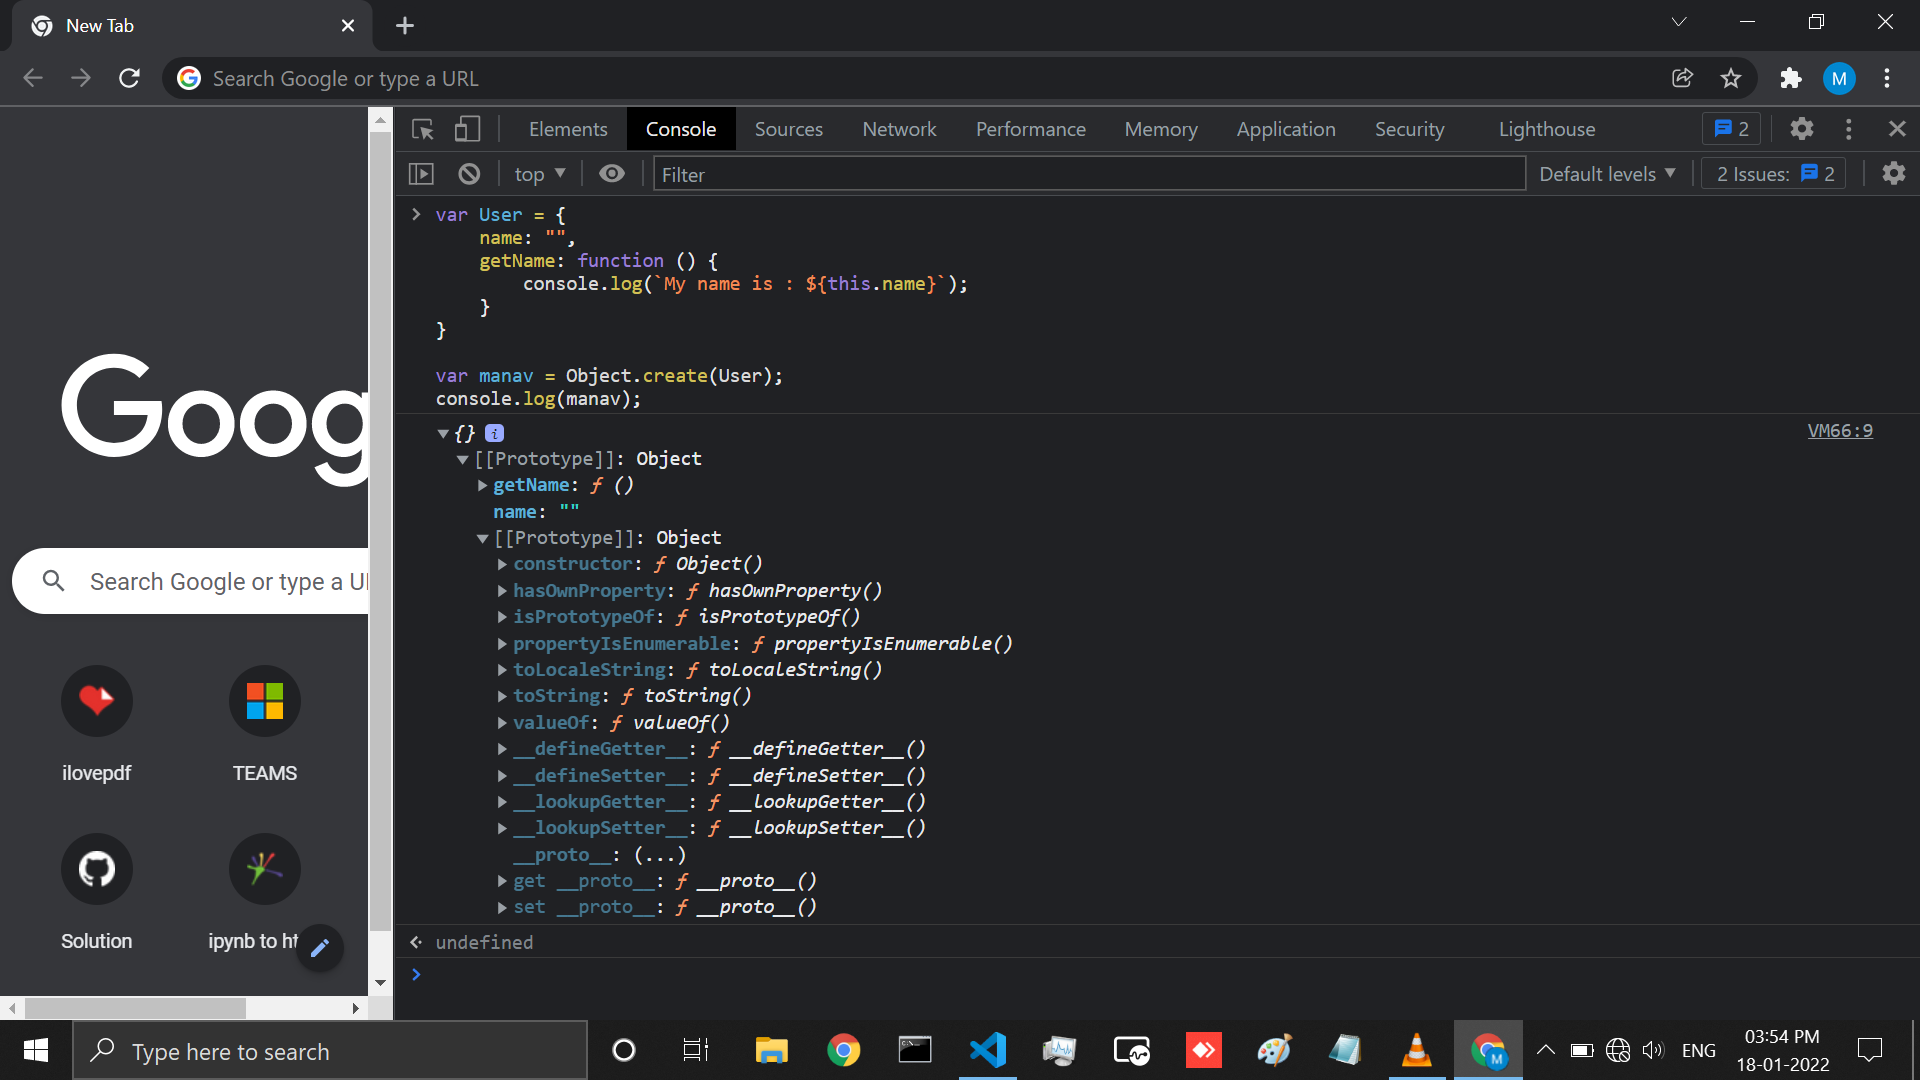 New Tab
Search Google or type a URL
M
Elements Console Sources Network Performance Memory Application Security Lighthouse 2
top Filter Default levels 2 Issues: 2
var User = {
    name: "",
    getName: function () {
        console.log(`My name is : ${this.name}`);
    }
}
var manav = Object.create(User);
console.log(manav);
{} i VM66:9
[[Prototype]]: Object
getName: ƒ ()
name: ""
[[Prototype]]: Object
constructor: ƒ Object()
hasOwnProperty: ƒ hasOwnProperty()
isPrototypeOf: ƒ isPrototypeOf()
propertyIsEnumerable: ƒ propertyIsEnumerable()
toLocaleString: ƒ toLocaleString()
toString: ƒ toString()
valueOf: ƒ valueOf()
__defineGetter__: ƒ __defineGetter__()
__defineSetter__: ƒ __defineSetter__()
__lookupGetter__: ƒ __lookupGetter__()
__lookupSetter__: ƒ __lookupSetter__()
__proto__: (...)
get __proto__: ƒ __proto__()
set __proto__: ƒ __proto__()
undefined
Goog
Search Google or type a U
ilovepdf TEAMS
Solution ipynb to ht
Type here to search
M
ENG
03:54 PM
18-01-2022